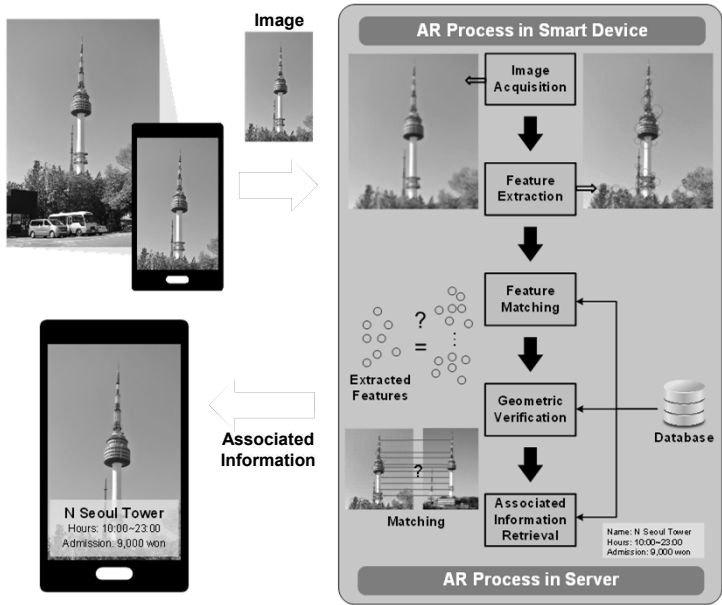 Image
AR Process in Smart Device
Image
Acquisition
Feature
Extraction
Feature
Matching
?
=
Extracted
Features
Geometric
Verification
Database
Associated
Information
?
Matching
Associated
Information
Retrieval
Name: N Seoul Tower
Hours: 10:00~23:00
Admission: 9,000 won
N Seoul Tower
Hours: 10:00~23:00
Admission: 9,000 won
AR Process in Server